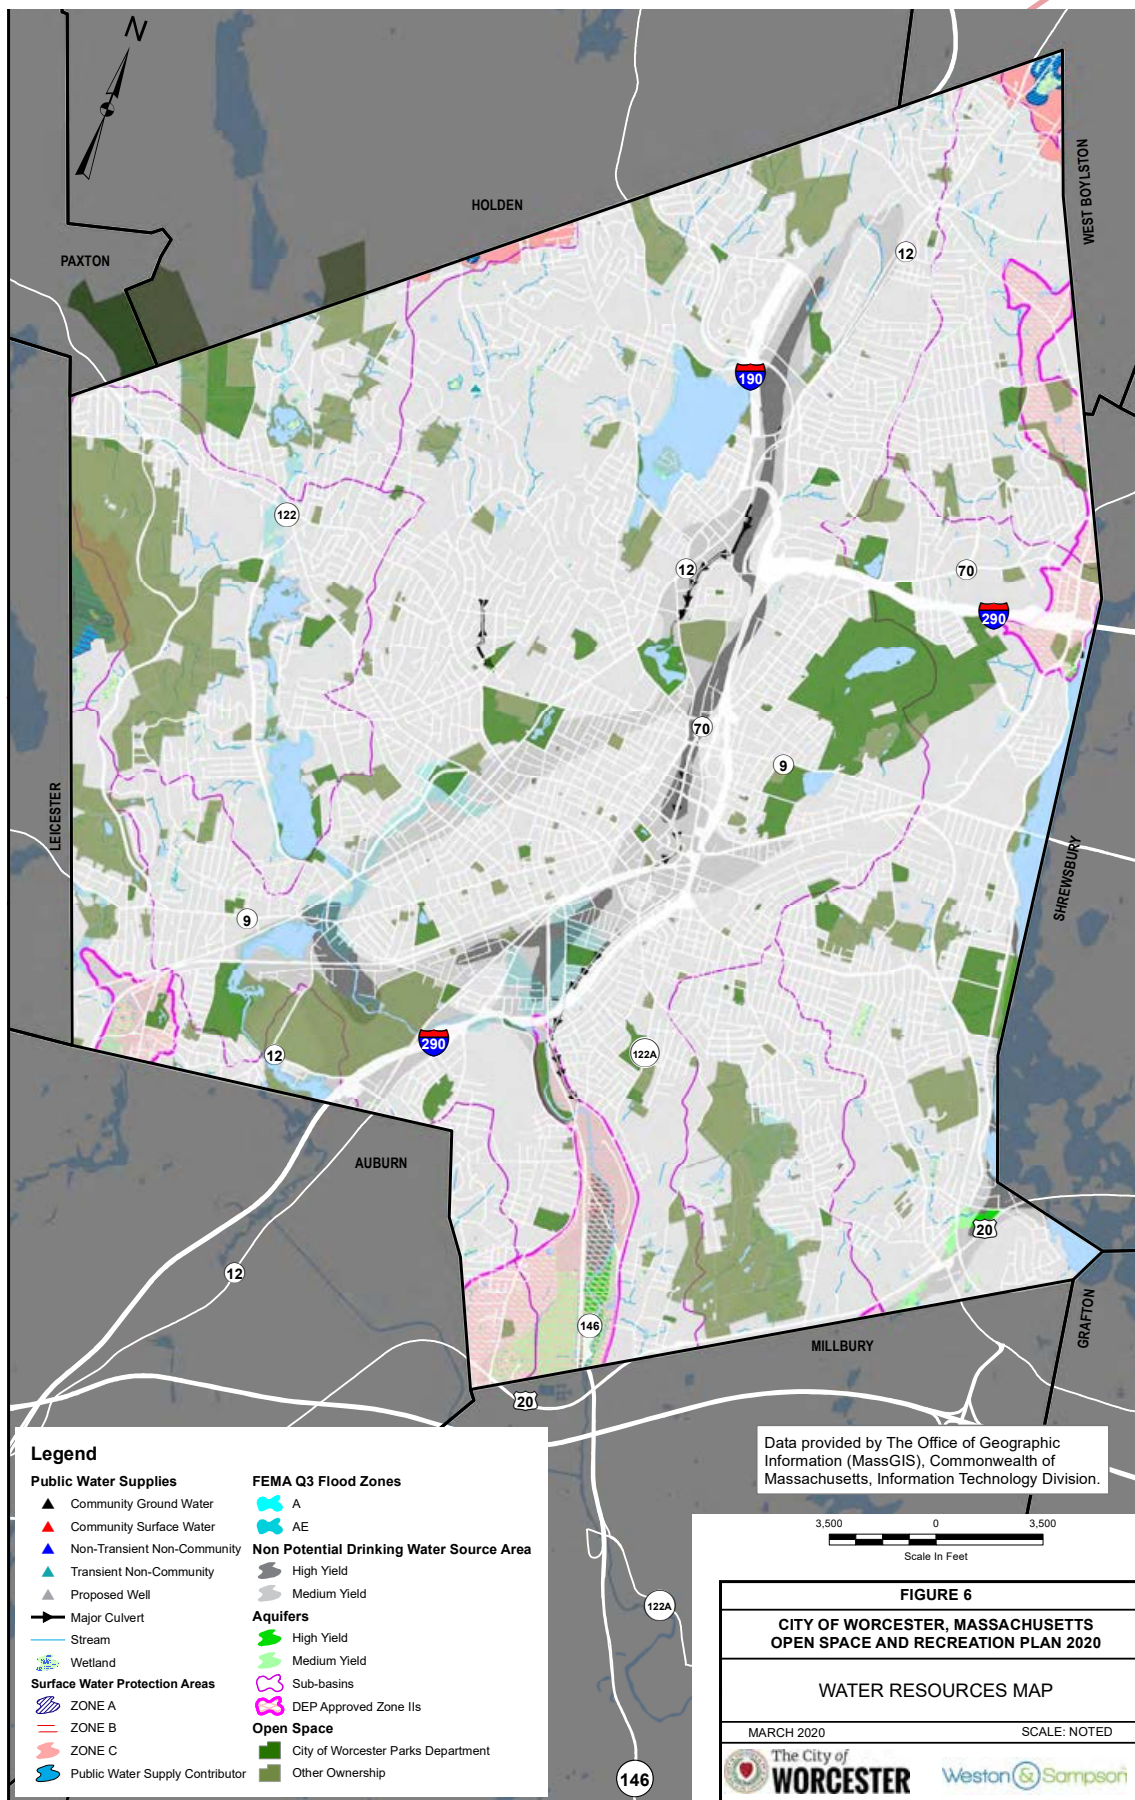 N
HOLDEN
WEST BOYLSTON
PAXTON
12
190
122
12
70
290
70
9
LEICESTER
SHREWSBURY
9
290
12
122A
AUBURN
20
12
146
MILLBURY
GRAFTON
20
Legend
Public Water Supplies
Community Ground Water
Community Surface Water
Non-Transient Non-Community
Transient Non-Community
Proposed Well
Major Culvert
Stream
Wetland
Surface Water Protection Areas
ZONE A
ZONE B
ZONE C
Public Water Supply Contributor
FEMA Q3 Flood Zones
A
AE
Non Potential Drinking Water Source Area
High Yield
Medium Yield
Aquifers
High Yield
Medium Yield
Sub-basins
DEP Approved Zone IIs
Open Space
City of Worcester Parks Department
Other Ownership
122A
146
Data provided by The Office of Geographic
Information (MassGIS), Commonwealth of
Massachusetts, Information Technology Division.
3,500 0 3,500
Scale In Feet
FIGURE 6
CITY OF WORCESTER, MASSACHUSETTS
OPEN SPACE AND RECREATION PLAN 2020
WATER RESOURCES MAP
MARCH 2020 SCALE: NOTED
The City of
WORCESTER
Weston & Sampson